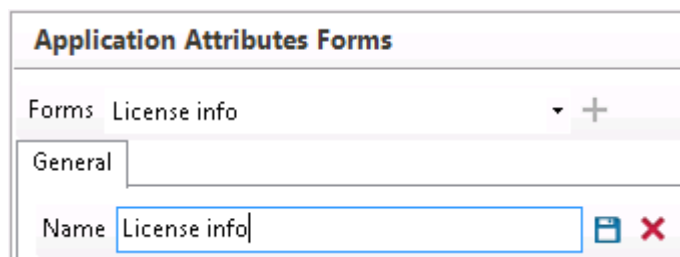 Application Attributes Forms
Forms License info
General
Name License info